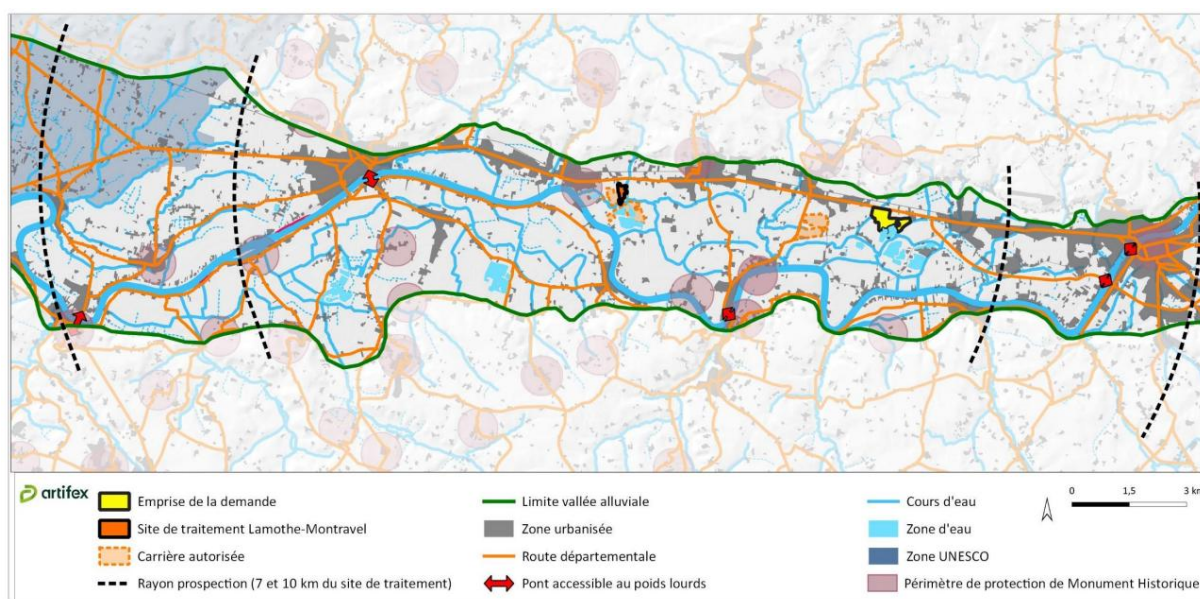 artifex
Emprise de la demande
Site de traitement Lamothe-Montravel
Carrière autorisée
Rayon prospection (7 et 10 km du site de traitement)
Limite vallée alluviale
Zone urbanisée
Route départementale
Pont accessible au poids lourds
Cours d'eau
Zone d'eau
Zone UNESCO
Périmètre de protection de Monument Historique
0 1,5 3 km